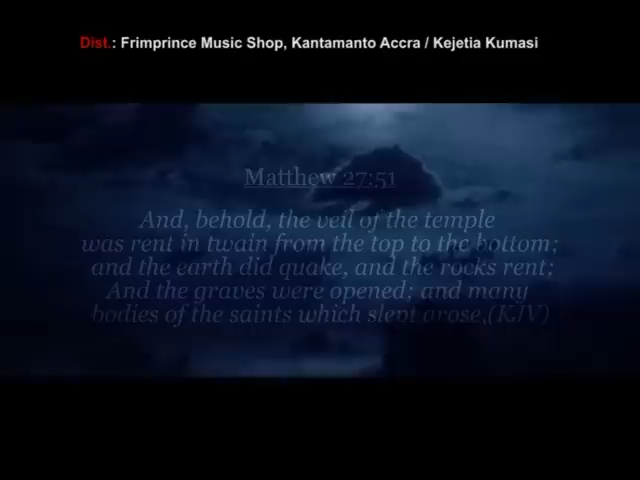 Dist.: Frimprince Music Shop, Kantamanto Accra / Kejetia Kumasi
Matthew 27:51
And, behold, the veil of the temple
was rent in twain from the top to the bottom;
and the earth did quake, and the rocks rent;
And the graves were opened; and many
bodies of the saints which slept arose,(KJV)